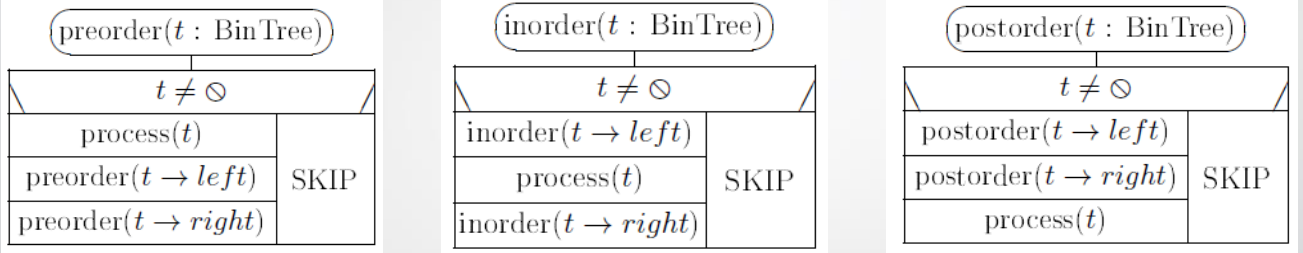 preorder(t : BinTree)
t ≠ ⦸
process(t)
preorder(t → left)
preorder(t → right)
SKIP
inorder(t : BinTree)
t ≠ ⦸
inorder(t → left)
process(t)
inorder(t → right)
SKIP
postorder(t : BinTree)
t ≠ ⦸
postorder(t → left)
postorder(t → right)
process(t)
SKIP